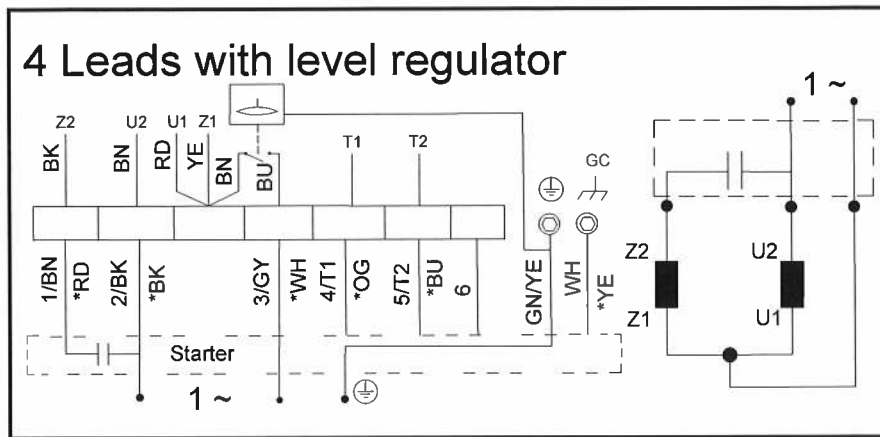 4 Leads with level regulator
1 ~
Z2 U2 U1 Z1 T1 T2 GC
BK BN RD YE BN BU
1/BN *RD 2/BK *BK 3/GY *WH 4/T1 *OG 5/T2 *BU 6 GN/YE WH *YE
Z2 U2
Z1 U1
Starter
1 ~